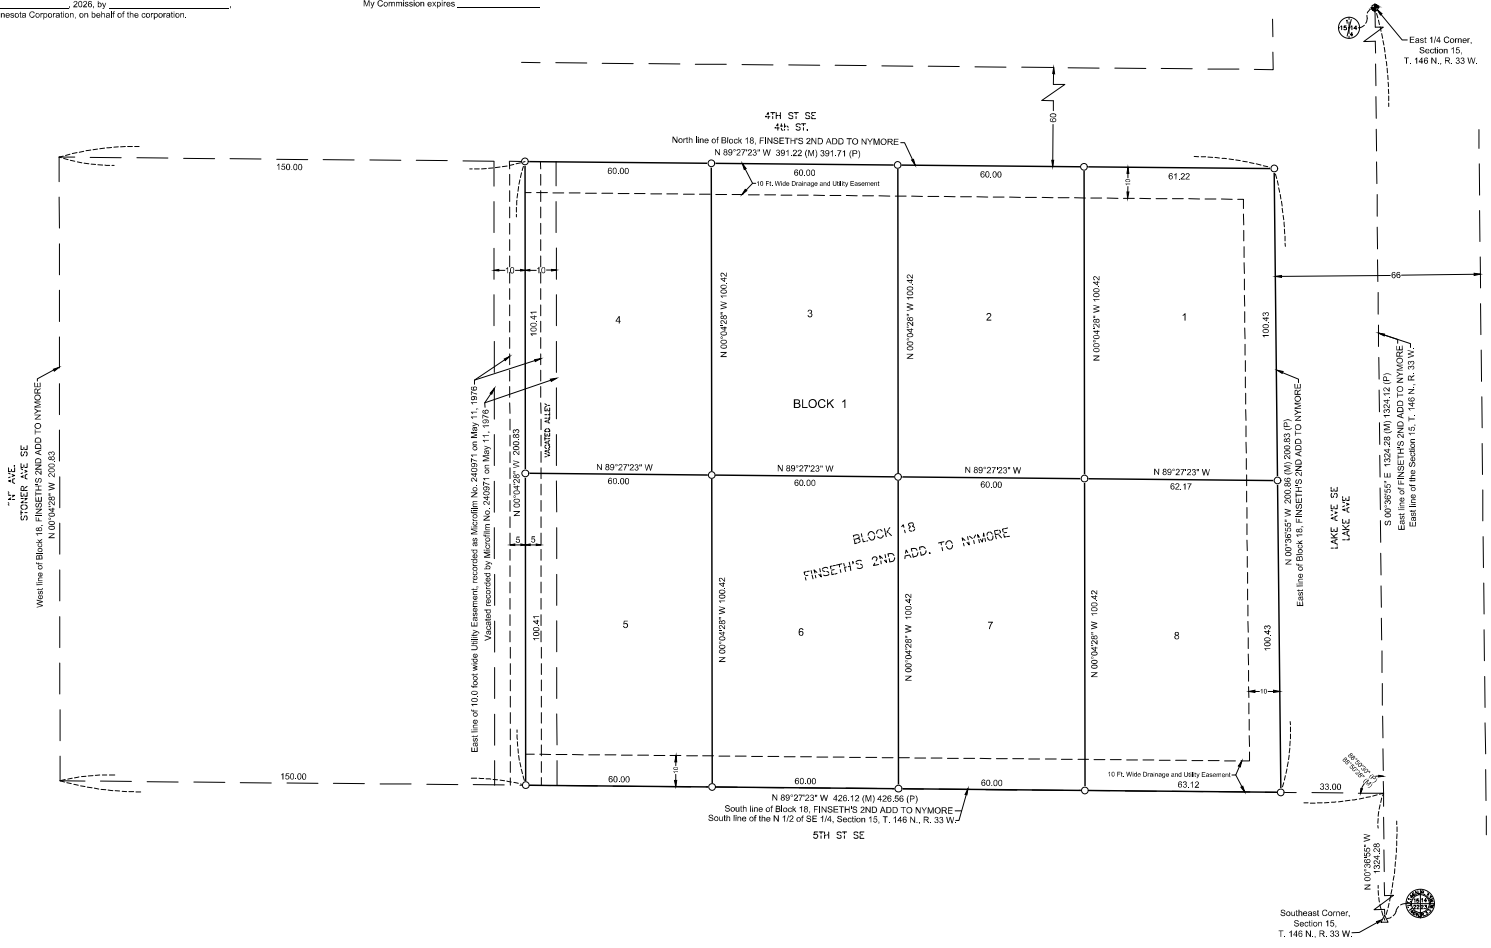 , 2026, by
.
My Commission expires
nesota Corporation, on behalf of the corporation.
1
15 14
4
East 1/4 Corner,
Section 15,
T. 146 N., R. 33 W.
60
4TH ST SE
4th ST.
North line of Block 18, FINSETH'S 2ND ADD TO NYMORE
N 89°27'23" W 391.22 (M) 391.71 (P)
150.00
60.00
60.00
60.00
61.22
10 Ft. Wide Drainage and Utility Easement
10
10
10
66
4
3
2
1
100.41
N 00°04'28" W 100.42
N 00°04'28" W 100.42
N 00°04'28" W 100.42
100.43
BLOCK 1
"N" AVE.
STONER AVE SE
West line of Block 18, FINSETH'S 2ND ADD TO NYMORE
N 00°04'28" W 200.83
East line of 10.0 foot wide Utility Easement, recorded as Microfilm No. 240971 on May 11, 1976
Vacated recorded by Microfilm No. 240971 on May 11, 1976
N 00°04'28" W 200.83
VACATED ALLEY
N 89°27'23" W
60.00
N 89°27'23" W
60.00
N 89°27'23" W
60.00
N 89°27'23" W
62.17
N 00°36'55" W 200.86 (M) 200.83 (P)
East line of Block 18, FINSETH'S 2ND ADD TO NYMORE
LAKE AVE SE
LAKE AVE
S 00°36'55" E 1324.28 (M) 1324.12 (P)
East line of FINSETH'S 2ND ADD TO NYMORE
East line of the Section 15, T. 146 N., R. 33 W.
5
5
BLOCK 18
FINSETH'S 2ND ADD. TO NYMORE
100.41
5
N 00°04'28" W 100.42
6
N 00°04'28" W 100.42
7
N 00°04'28" W 100.42
8
100.43
10
10
10 Ft. Wide Drainage and Utility Easement
150.00
60.00
60.00
60.00
63.12
33.00
N 89°27'23" W 426.12 (M) 426.56 (P)
South line of Block 18, FINSETH'S 2ND ADD TO NYMORE
South line of the N 1/2 of SE 1/4, Section 15, T. 146 N., R. 33 W.
5TH ST SE
N 00°36'55" W
1324.28
Southeast Corner,
Section 15,
T. 146 N., R. 33 W.